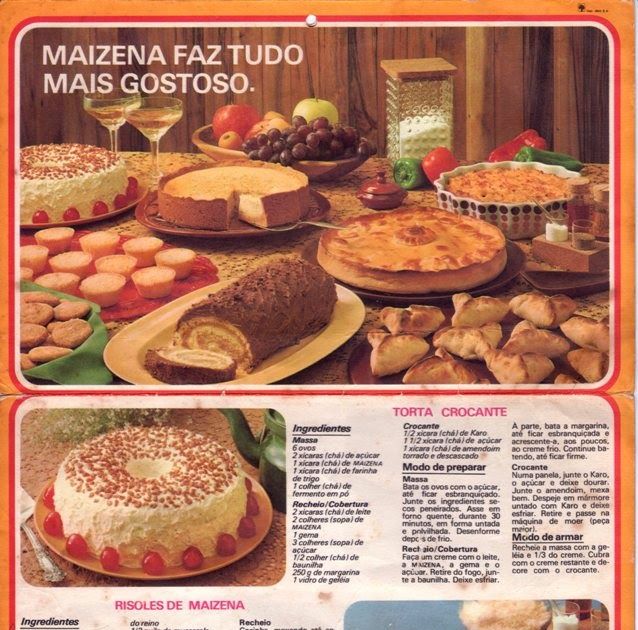 MAIZENA FAZ TUDO
MAIS GOSTOSO.
TORTA CROCANTE
Ingredientes
Massa
6 ovos
2 xícaras (chá) de açúcar
1 xícara (chá) de MAIZENA
1 xícara (chá) de farinha
de trigo
1 colher (chá) de
fermento em pó
Recheio/Cobertura
2 xícaras (chá) de leite
2 colheres (sopa) de
MAIZENA
1 gema
3 colheres (sopa) de
açúcar
1/2 colher (chá) de
baunilha
250 g de margarina
1 vidro de geléia
Crocante
1/2 xícara (chá) de Karo
1 1/2 xícara (chá) de açúcar
1 xícara (chá) de amendoim
torrado e descascado
Modo de preparar
Massa
Bata os ovos com o açúcar,
até ficar esbranquiçado.
Junte os ingredientes se-
cos peneirados. Asse em
forno quente, durante 30
minutos, em forma untada
e polvilhada. Desenforme
depois de frio.
Recheio/Cobertura
Faça um creme com o leite,
a MAIZENA, a gema e o
açúcar. Retire do fogo, jun-
te a baunilha. Deixe esfriar.
À parte, bata a margarina,
até ficar esbranquiçada e
acrescente-a, aos poucos,
ao creme frio. Continue ba-
tendo, até ficar firme.
Crocante
Numa panela, junte o Karo,
o açúcar e deixe dourar.
Junte o amendoim, mexa
bem. Despeje em mármore
untado com Karo e deixe
esfriar. Retire e passe na
máquina de moer (peça
maior).
Modo de armar
Recheie a massa com a ge-
léia e 1/3 do creme. Cubra
com o creme restante e de-
core com o crocante.
RISOLES DE MAIZENA
Ingredientes
do reino
Recheio